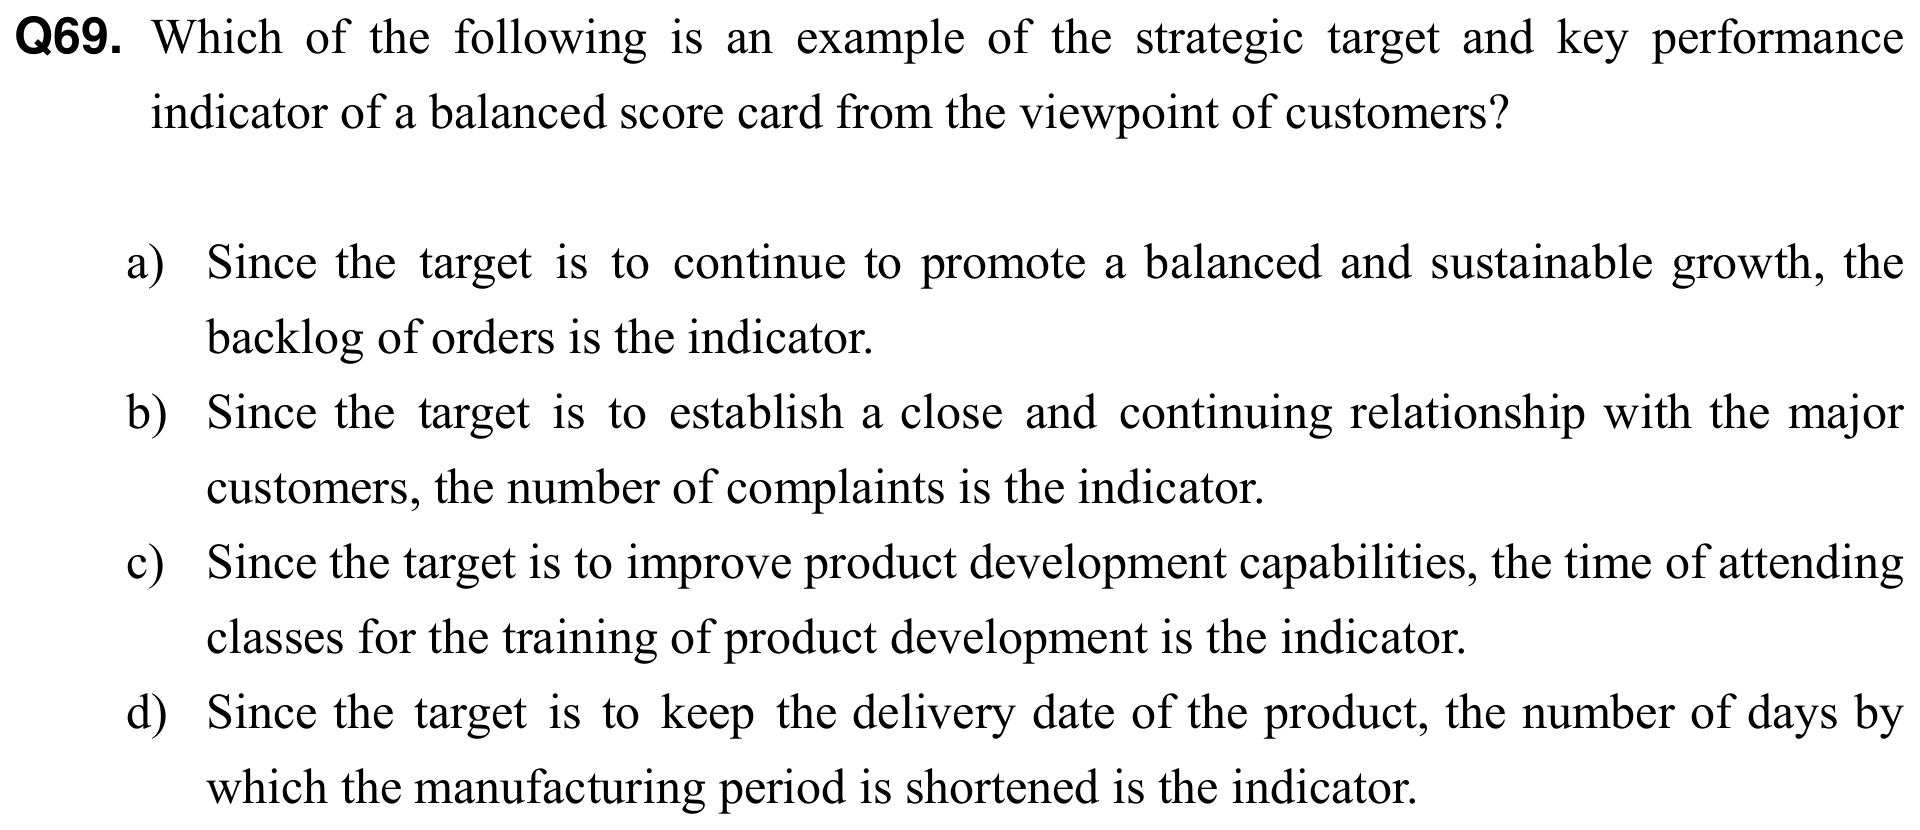 Q69. Which of the following is an example of the strategic target and key performance
indicator of a balanced score card from the viewpoint of customers?
a) Since the target is to continue to promote a balanced and sustainable growth, the
backlog of orders is the indicator.
b) Since the target is to establish a close and continuing relationship with the major
customers, the number of complaints is the indicator.
c) Since the target is to improve product development capabilities, the time of attending
classes for the training of product development is the indicator.
d) Since the target is to keep the delivery date of the product, the number of days by
which the manufacturing period is shortened is the indicator.